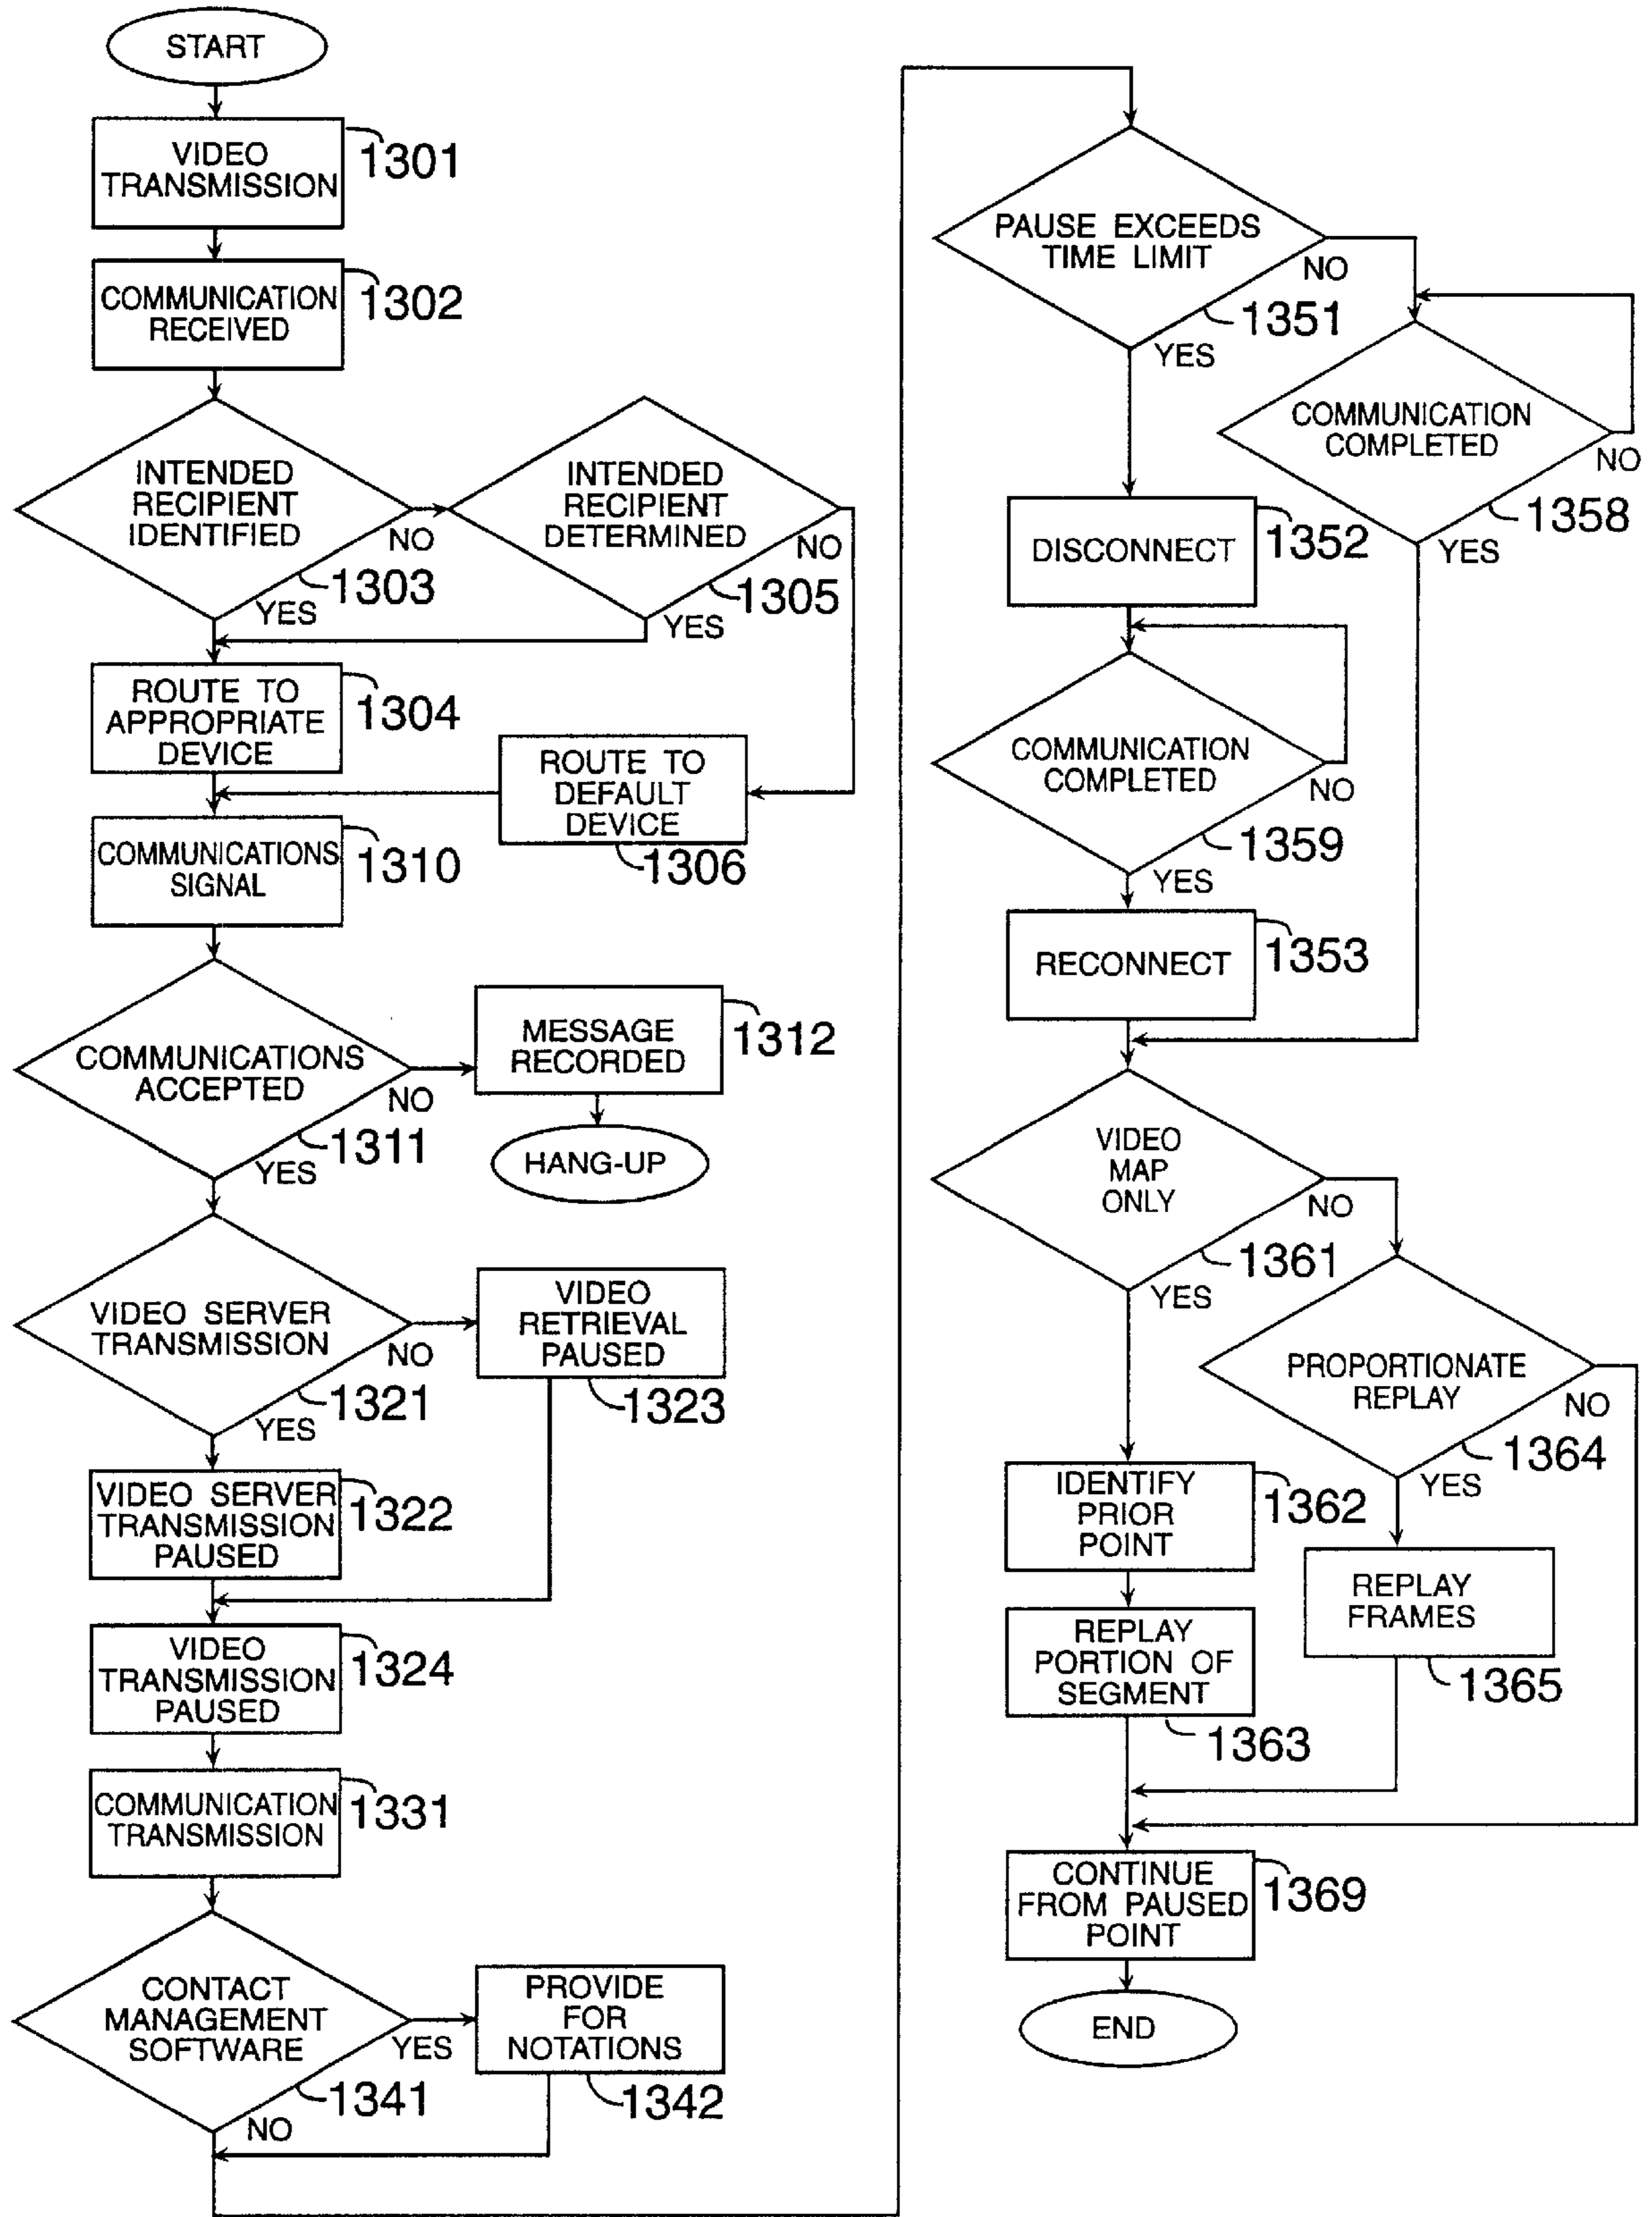 START
VIDEO
TRANSMISSION
1301
COMMUNICATION
RECEIVED
1302
INTENDED
RECIPIENT
IDENTIFIED
NO
1303
YES
INTENDED
RECIPIENT
DETERMINED
NO
1305
YES
ROUTE TO
APPROPRIATE
DEVICE
1304
ROUTE TO
DEFAULT
DEVICE
1306
COMMUNICATIONS
SIGNAL
1310
COMMUNICATIONS
ACCEPTED
NO
1311
YES
MESSAGE
RECORDED
1312
HANG-UP
VIDEO SERVER
TRANSMISSION
NO
1321
YES
VIDEO
RETRIEVAL
PAUSED
1323
VIDEO SERVER
TRANSMISSION
PAUSED
1322
VIDEO
TRANSMISSION
PAUSED
1324
COMMUNICATION
TRANSMISSION
1331
CONTACT
MANAGEMENT
SOFTWARE
YES
1341
NO
PROVIDE
FOR
NOTATIONS
1342
PAUSE EXCEEDS
TIME LIMIT
NO
1351
YES
COMMUNICATION
COMPLETED
NO
1358
YES
DISCONNECT
1352
COMMUNICATION
COMPLETED
NO
1359
YES
RECONNECT
1353
VIDEO
MAP
ONLY
NO
1361
YES
PROPORTIONATE
REPLAY
NO
1364
YES
IDENTIFY
PRIOR
POINT
1362
REPLAY
FRAMES
1365
REPLAY
PORTION OF
SEGMENT
1363
CONTINUE
FROM PAUSED
POINT
1369
END